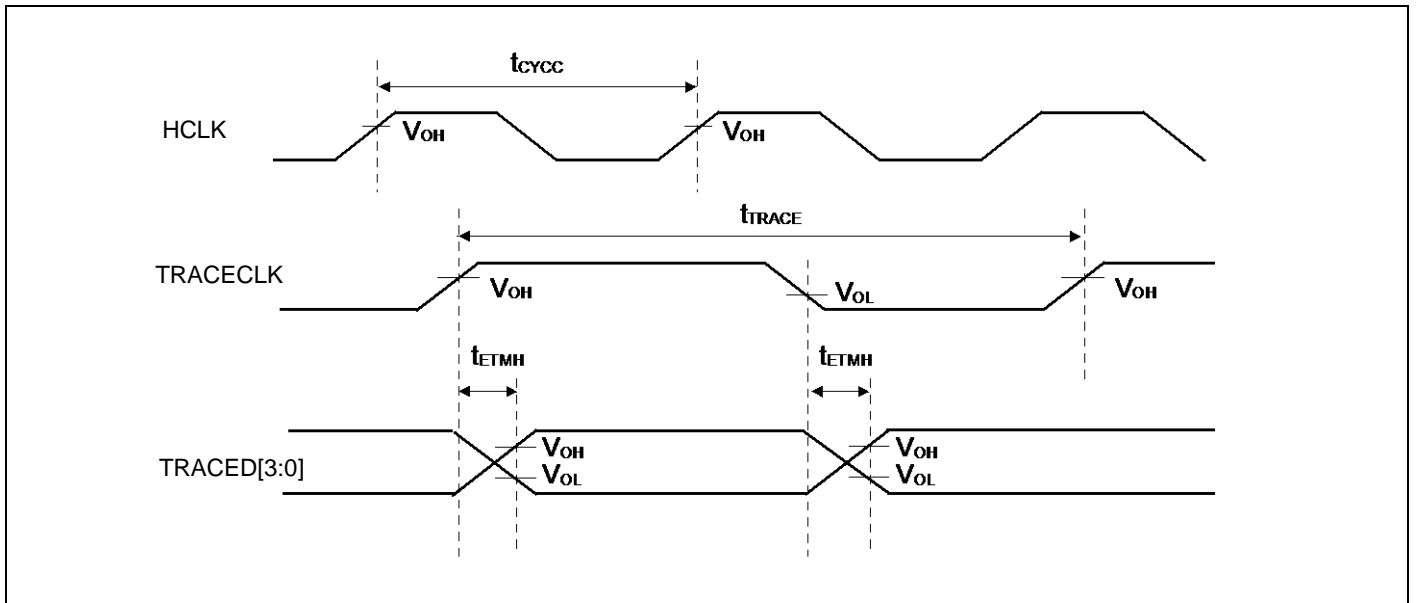 tCYCC
HCLK
VOH
VOH
tTRACE
TRACECLK
VOH
VOL
VOH
tETMH
tETMH
TRACED[3:0]
VOH
VOH
VOL
VOL